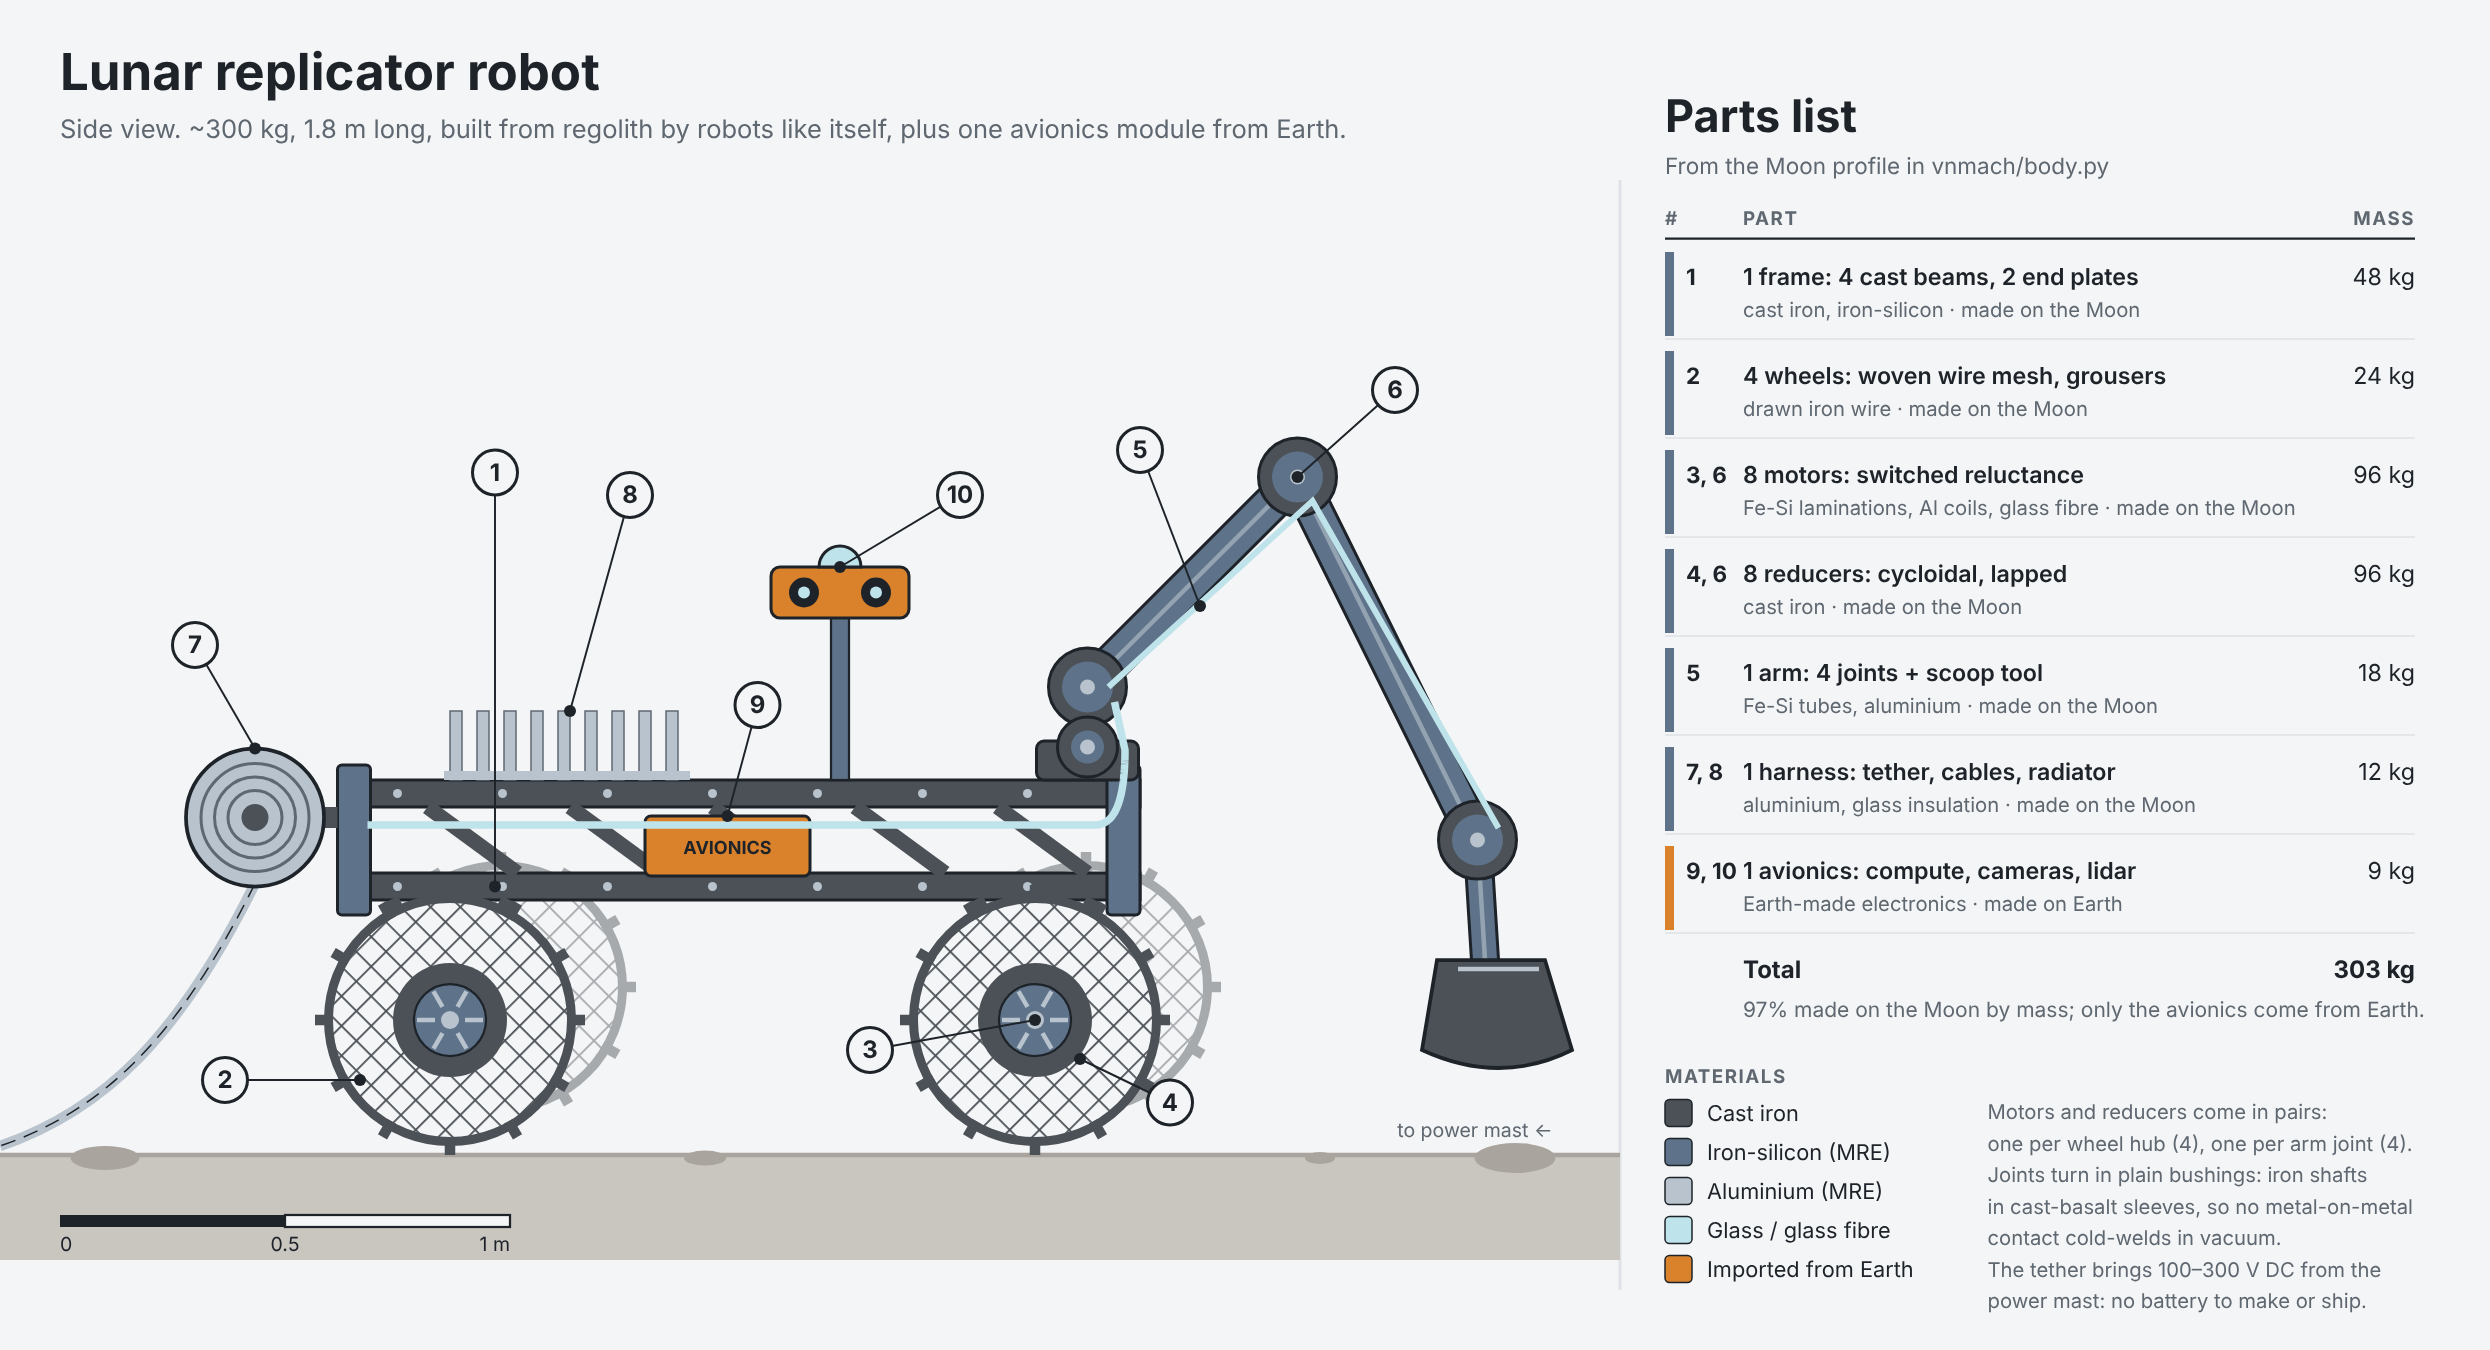 Lunar replicator robot
Side view. ~300 kg, 1.8 m long, built from regolith by robots like itself, plus one avionics module from Earth.
6
5
1
8
10
7
9
AVIONICS
3
2
4
to power mast ←
0 0.5 1 m
Parts list
From the Moon profile in vnmach/body.py
# PART MASS
1 1 frame: 4 cast beams, 2 end plates 48 kg
cast iron, iron-silicon · made on the Moon
2 4 wheels: woven wire mesh, grousers 24 kg
drawn iron wire · made on the Moon
3, 6 8 motors: switched reluctance 96 kg
Fe-Si laminations, Al coils, glass fibre · made on the Moon
4, 6 8 reducers: cycloidal, lapped 96 kg
cast iron · made on the Moon
5 1 arm: 4 joints + scoop tool 18 kg
Fe-Si tubes, aluminium · made on the Moon
7, 8 1 harness: tether, cables, radiator 12 kg
aluminium, glass insulation · made on the Moon
9, 10 1 avionics: compute, cameras, lidar 9 kg
Earth-made electronics · made on Earth
Total 303 kg
97% made on the Moon by mass; only the avionics come from Earth.
MATERIALS
Cast iron
Iron-silicon (MRE)
Aluminium (MRE)
Glass / glass fibre
Imported from Earth
Motors and reducers come in pairs:
one per wheel hub (4), one per arm joint (4).
Joints turn in plain bushings: iron shafts
in cast-basalt sleeves, so no metal-on-metal
contact cold-welds in vacuum.
The tether brings 100–300 V DC from the
power mast: no battery to make or ship.